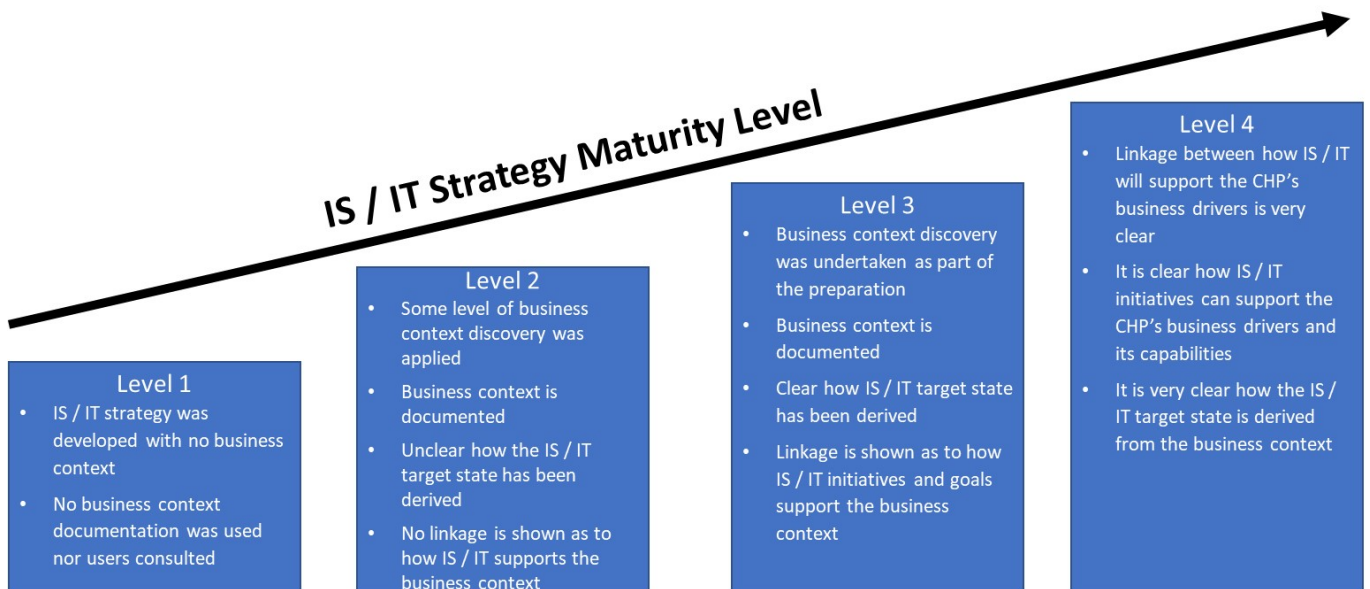 IS / IT Strategy Maturity Level
Level 1
• IS / IT strategy was
developed with no business
context
• No business context
documentation was used
nor users consulted
Level 2
• Some level of business
context discovery was
applied
• Business context is
documented
• Unclear how the IS / IT
target state has been
derived
• No linkage is shown as to
how IS / IT supports the
business context
Level 3
• Business context discovery
was undertaken as part of
the preparation
• Business context is
documented
• Clear how IS / IT target state
has been derived
• Linkage is shown as to how
IS / IT initiatives and goals
support the business
context
Level 4
• Linkage between how IS / IT
will support the CHP’s
business drivers is very
clear
• It is clear how IS / IT
initiatives can support the
CHP’s business drivers and
its capabilities
• It is very clear how the IS /
IT target state is derived
from the business context